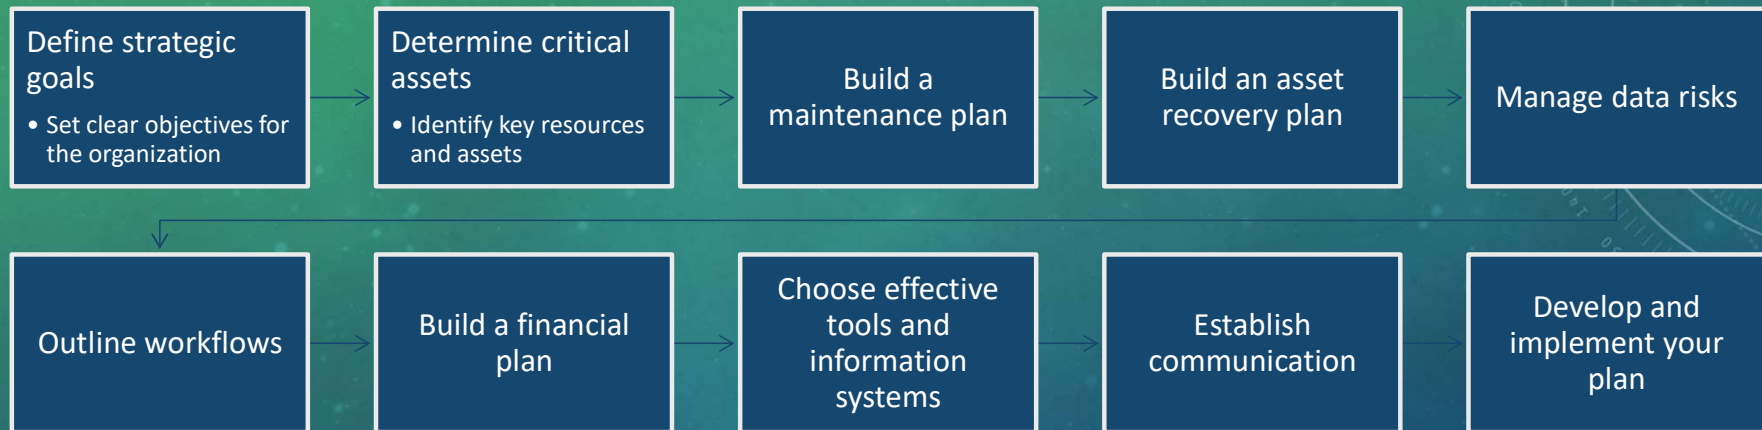 Define strategic
goals
• Set clear objectives for
the organization
Determine critical
assets
• Identify key resources
and assets
Build a
maintenance plan
Build an asset
recovery plan
Manage data risks
Outline workflows
Build a financial
plan
Choose effective
tools and
information
systems
Establish
communication
Develop and
implement your
plan